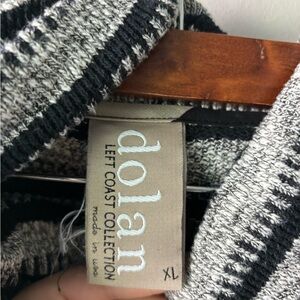 dolan
LEFT COAST COLLECTION
made in usa
XL